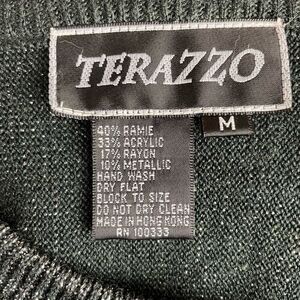 TERAZZO
M
40% RAMIE
33% ACRYLIC
17% RAYON
10% METALLIC
HAND WASH
DRY FLAT
BLOCK TO SIZE
DO NOT DRY CLEAN
MADE IN HONG KONG
RN 100333